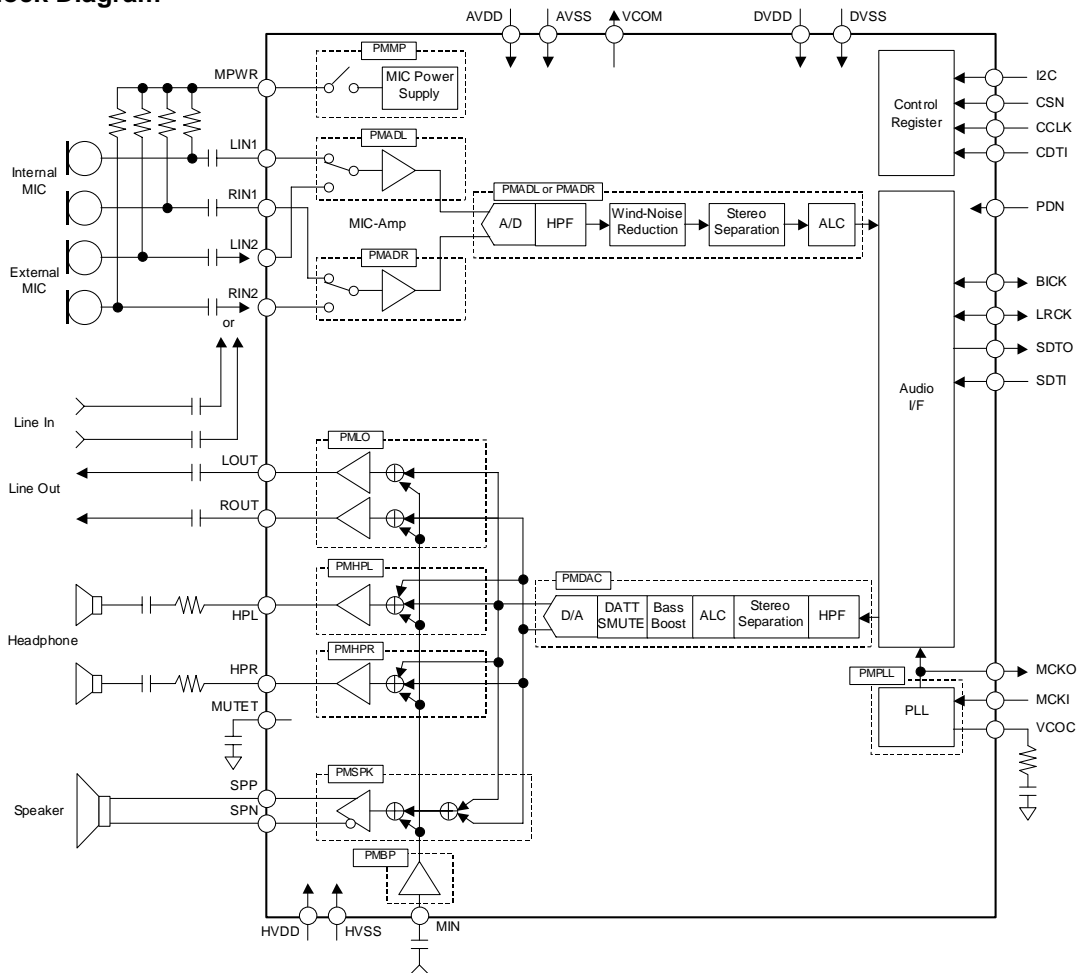 Block Diagram
AVDD
AVSS
VCOM
DVDD
DVSS
PMMP
MPWR
MIC Power
Supply
Control
Register
I2C
CSN
CCLK
CDTI
PMADL
LIN1
Internal
MIC
RIN1
MIC-Amp
PMADL or PMADR
A/D
HPF
Wind-Noise
Reduction
Stereo
Separation
ALC
PDN
LIN2
External
MIC
PMADR
RIN2
or
BICK
LRCK
SDTO
SDTI
Audio
I/F
Line In
PMLO
LOUT
Line Out
ROUT
PMHPL
HPL
Headphone
PMDAC
D/A
DATT
SMUTE
Bass
Boost
ALC
Stereo
Separation
HPF
PMHPR
HPR
MUTET
PMPLL
PLL
MCKO
MCKI
VCOC
PMSPK
SPP
Speaker
SPN
PMBP
HVDD
HVSS
MIN